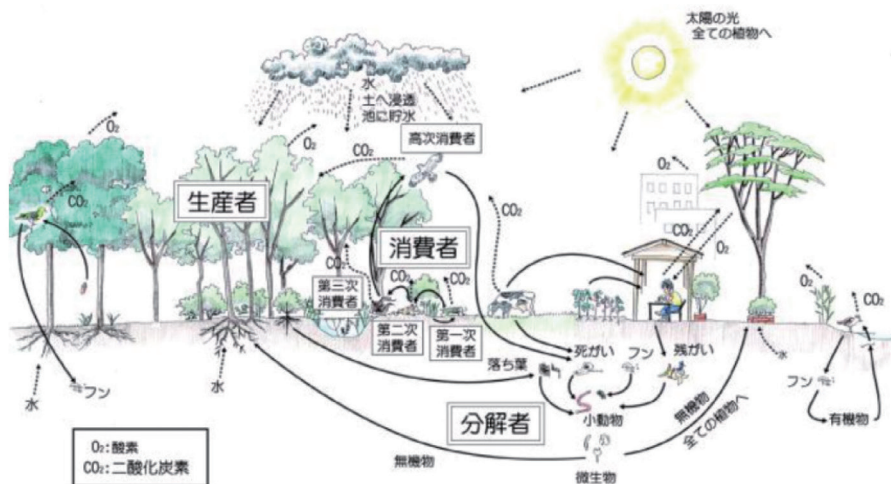 太陽の光
全ての植物へ
水
土へ浸透
池に貯水
高次消費者
O₂
O₂
CO₂
O₂
CO₂
生産者
CO₂
CO₂
O₂
消費者
CO₂
CO₂
CO₂
O₂
CO₂
第三次
消費者
第二次
消費者
第一次
消費者
落ち葉
死がい
フン
残がい
水
フン
水
水
フン
小動物
有機物
分解者
無機物
全ての植物へ
無機物
微生物
O₂:酸素
CO₂:二酸化炭素